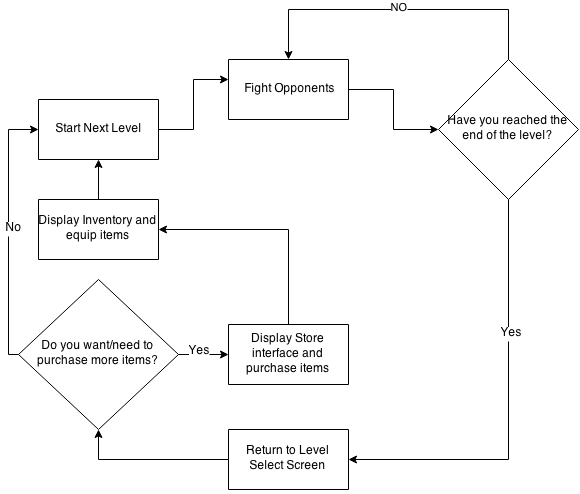 NO
Fight Opponents
Have you reached the
end of the level?
Start Next Level
Display Inventory and
equip items
No
Do you want/need to
purchase more items?
Yes
Display Store
interface and
purchase items
Yes
Return to Level
Select Screen